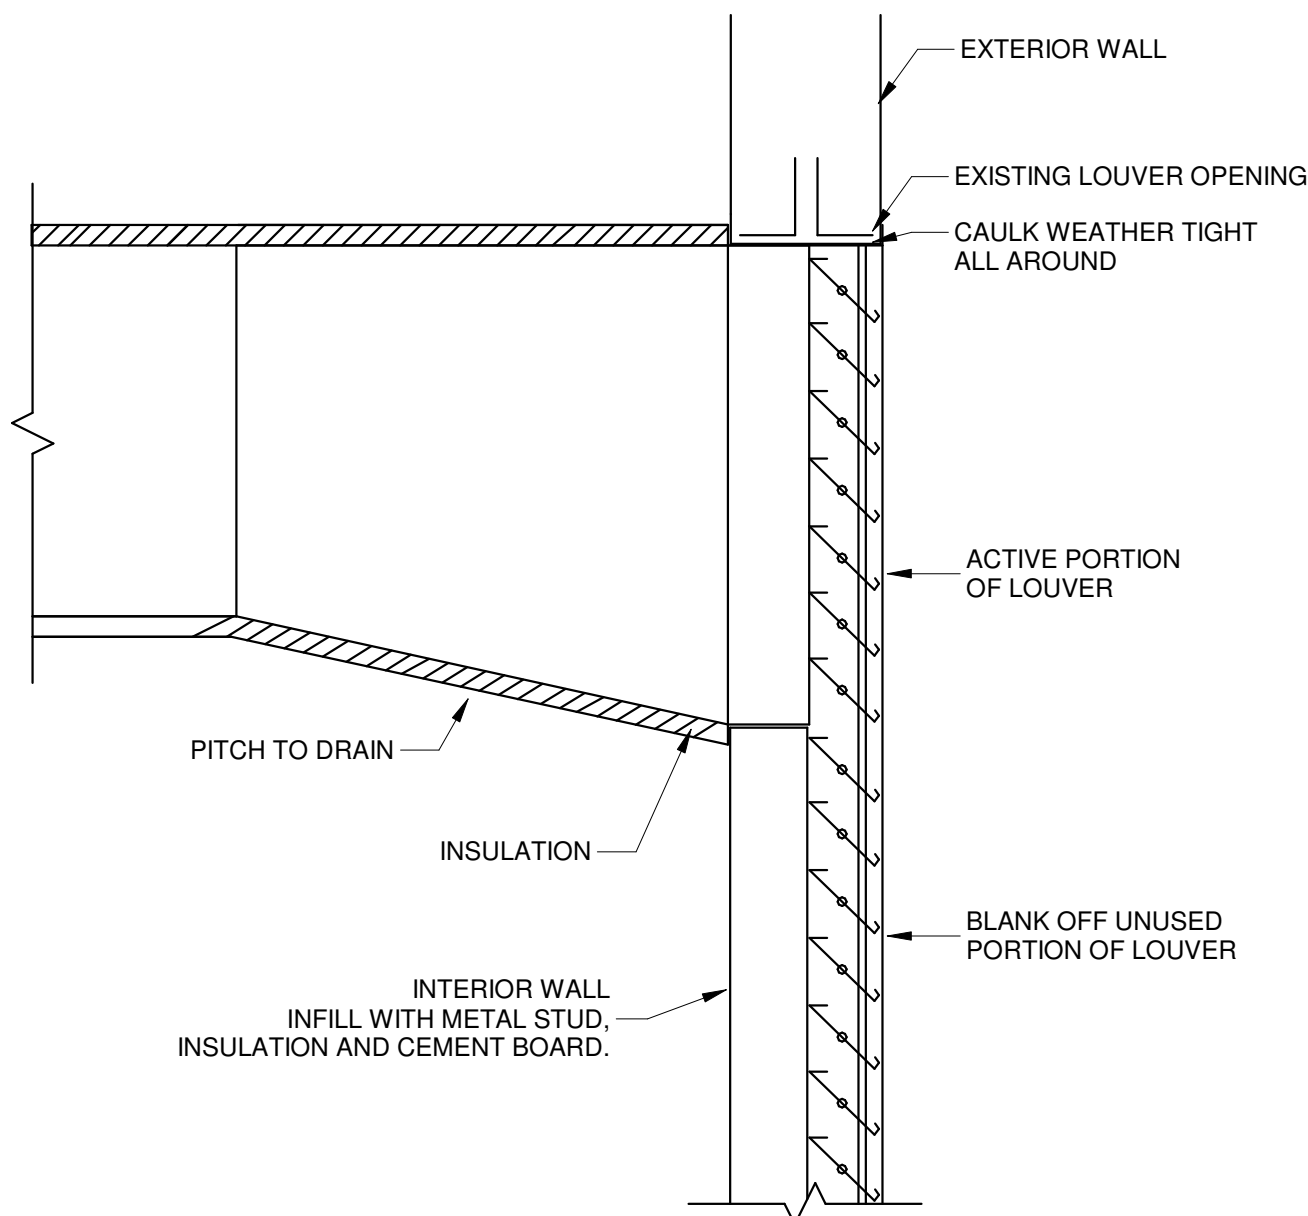 EXTERIOR WALL
EXISTING LOUVER OPENING
CAULK WEATHER TIGHT
ALL AROUND
ACTIVE PORTION
OF LOUVER
PITCH TO DRAIN
INSULATION
BLANK OFF UNUSED
PORTION OF LOUVER
INTERIOR WALL
INFILL WITH METAL STUD,
INSULATION AND CEMENT BOARD.